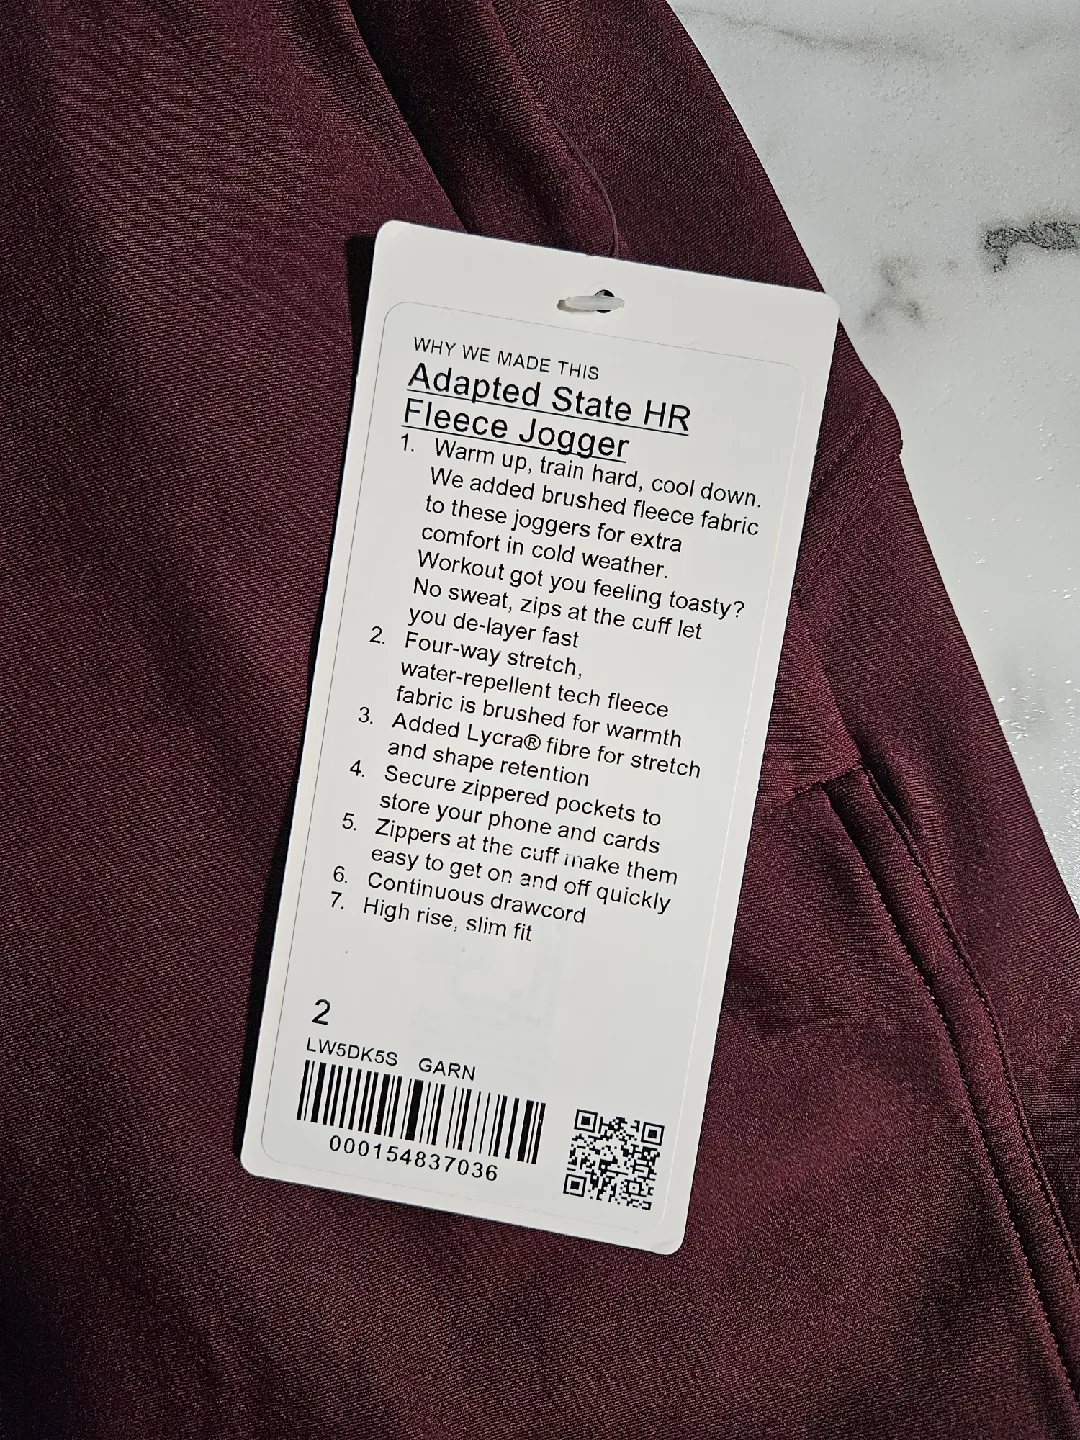 WHY WE MADE THIS
Adapted State HR
Fleece Jogger
1. Warm up, train hard, cool down.
We added brushed fleece fabric
to these joggers for extra
comfort in cold weather.
Workout got you feeling toasty?
No sweat, zips at the cuff let
you de-layer fast
2. Four-way stretch,
water-repellent tech fleece
fabric is brushed for warmth
3. Added Lycra® fibre for stretch
and shape retention
4. Secure zippered pockets to
store your phone and cards
5. Zippers at the cuff make them
easy to get on and off quickly
6. Continuous drawcord
7. High rise, slim fit
2
LW5DK5S GARN
000154837036